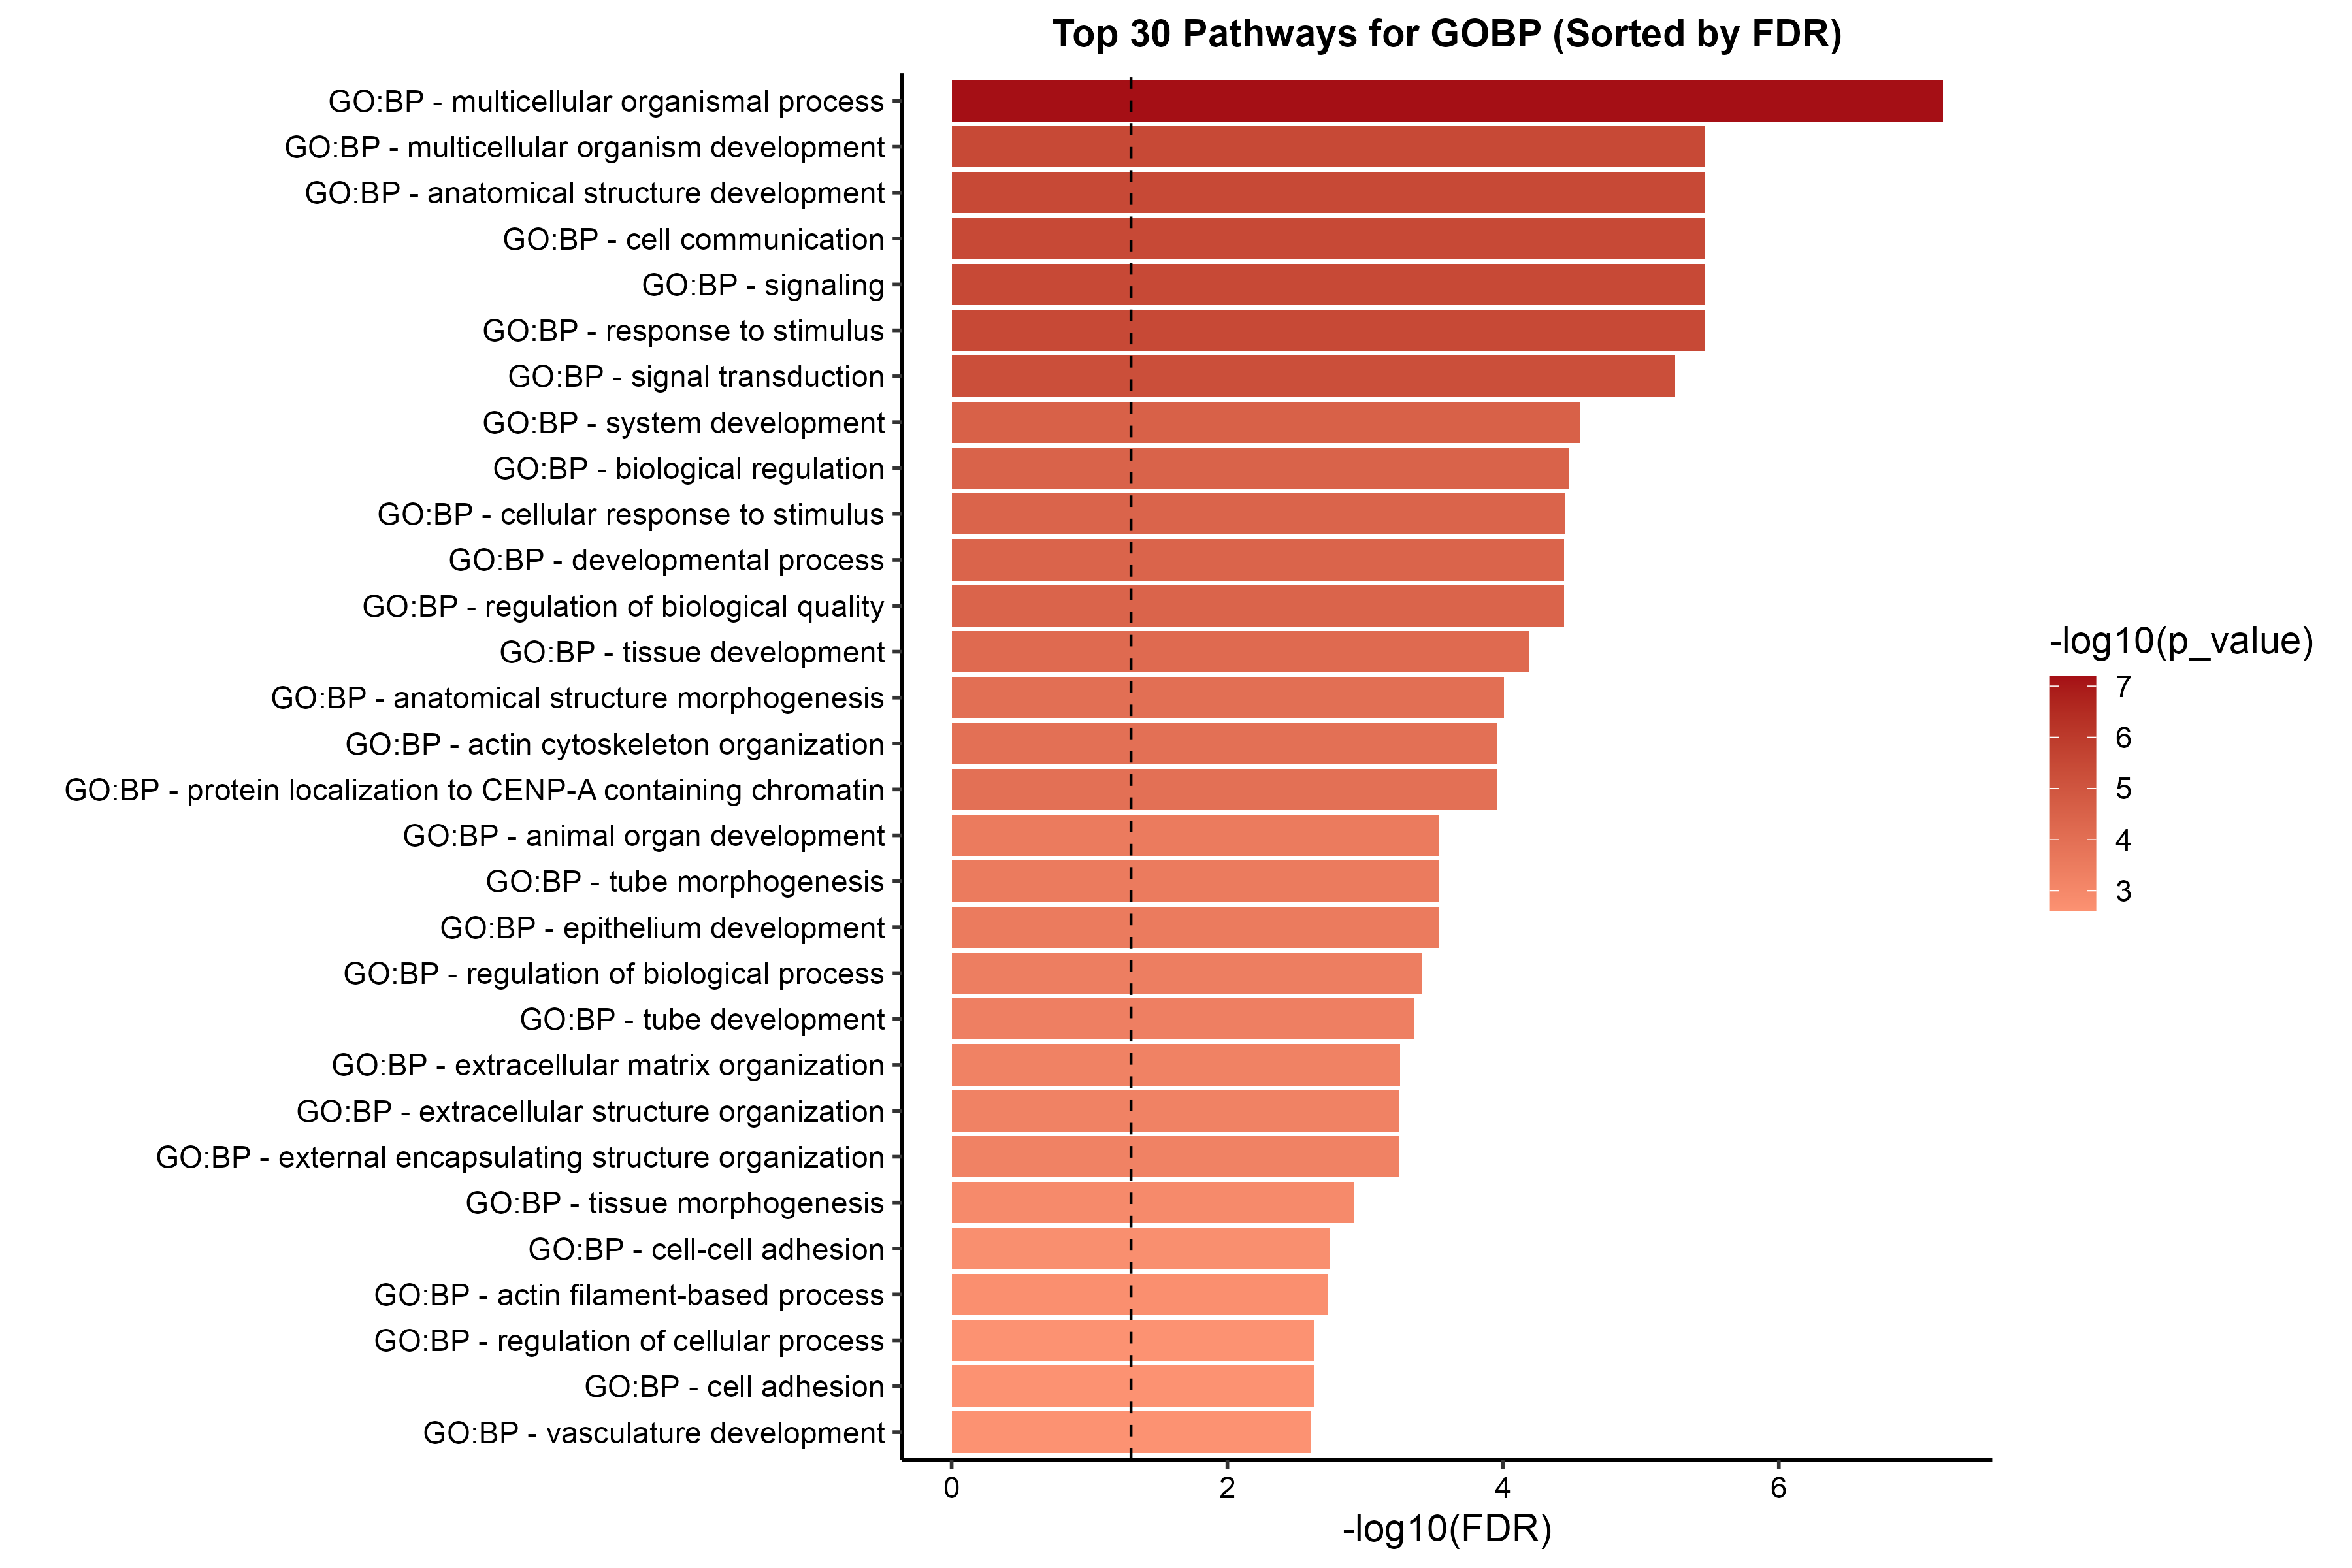 Top 30 Pathways for GOBP (Sorted by FDR)
GO:BP - multicellular organismal process
GO:BP - multicellular organism development
GO:BP - anatomical structure development
GO:BP - cell communication
GO:BP - signaling
GO:BP - response to stimulus
GO:BP - signal transduction
GO:BP - system development
GO:BP - biological regulation
GO:BP - cellular response to stimulus
GO:BP - developmental process
GO:BP - regulation of biological quality
GO:BP - tissue development
GO:BP - anatomical structure morphogenesis
GO:BP - actin cytoskeleton organization
GO:BP - protein localization to CENP-A containing chromatin
GO:BP - animal organ development
GO:BP - tube morphogenesis
GO:BP - epithelium development
GO:BP - regulation of biological process
GO:BP - tube development
GO:BP - extracellular matrix organization
GO:BP - extracellular structure organization
GO:BP - external encapsulating structure organization
GO:BP - tissue morphogenesis
GO:BP - cell-cell adhesion
GO:BP - actin filament-based process
GO:BP - regulation of cellular process
GO:BP - cell adhesion
GO:BP - vasculature development
0 2 4 6
-log10(FDR)
-log10(p_value)
7
6
5
4
3